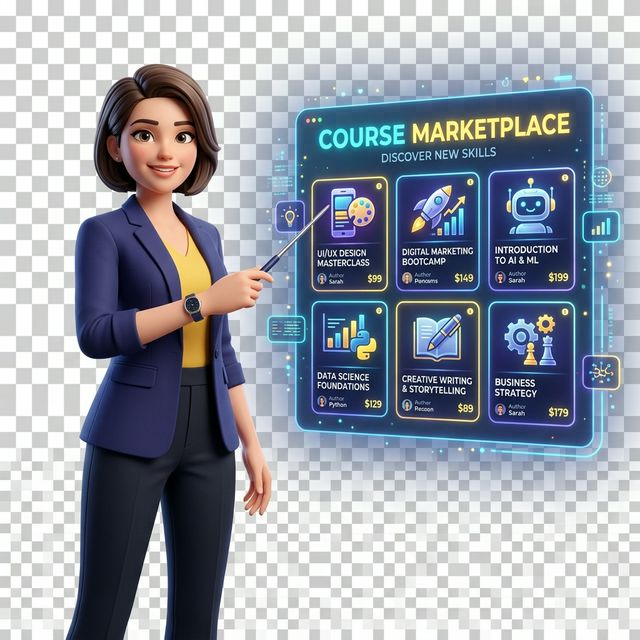 COURSE MARKETPLACE
DISCOVER NEW SKILLS
UI/UX DESIGN
MASTERCLASS
Author
Sarah
$99
DIGITAL MARKETING
BOOTCAMP
Author
$149
INTRODUCTION
TO AI & ML
Author
Sarah
$199
DATA SCIENCE
FOUNDATIONS
Author
Python
$129
CREATIVE WRITING
& STORYTELLING
Author
$89
BUSINESS
STRATEGY
Author
Sarah
$179